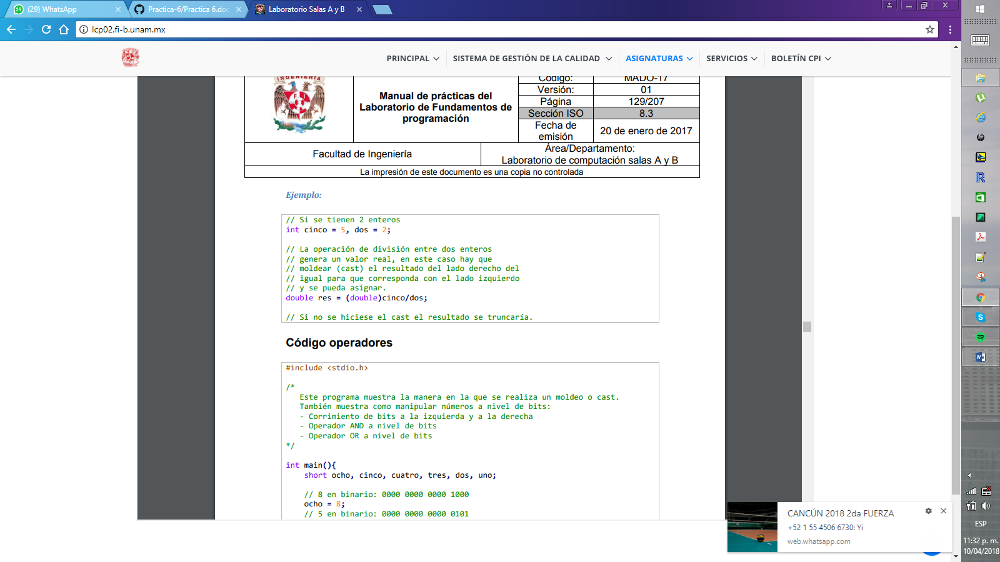 (29) WhatsApp
Practica-6/Practica 6.doc
Laboratorio Salas A y B
lcp02.fi-b.unam.mx
PRINCIPAL
SISTEMA DE GESTIÓN DE LA CALIDAD
ASIGNATURAS
SERVICIOS
BOLETÍN CPI
INGENIERIA
Manual de prácticas del
Laboratorio de Fundamentos de
programación
Código:
MADO-17
Versión:
01
Página
129/207
Sección ISO
8.3
Fecha de
emisión
20 de enero de 2017
Facultad de Ingeniería
Área/Departamento:
Laboratorio de computación salas A y B
La impresión de este documento es una copia no controlada
Ejemplo:
// Si se tienen 2 enteros
int cinco = 5, dos = 2;
// La operación de división entre dos enteros
// genera un valor real, en este caso hay que
// moldear (cast) el resultado del lado derecho del
// igual para que corresponda con el lado izquierdo
// y se pueda asignar.
double res = (double)cinco/dos;
// Si no se hiciese el cast el resultado se truncaría.
Código operadores
#include <stdio.h>
/*
Este programa muestra la manera en la que se realiza un moldeo o cast.
También muestra como manipular números a nivel de bits:
- Corrimiento de bits a la izquierda y a la derecha
- Operador AND a nivel de bits
- Operador OR a nivel de bits
*/
int main(){
short ocho, cinco, cuatro, tres, dos, uno;
// 8 en binario: 0000 0000 0000 1000
ocho = 8;
// 5 en binario: 0000 0000 0000 0101
CANCÚN 2018 2da FUERZA
+52 1 55 4506 6730: Yi
web.whatsapp.com
ESP
11:32 p. m.
10/04/2018